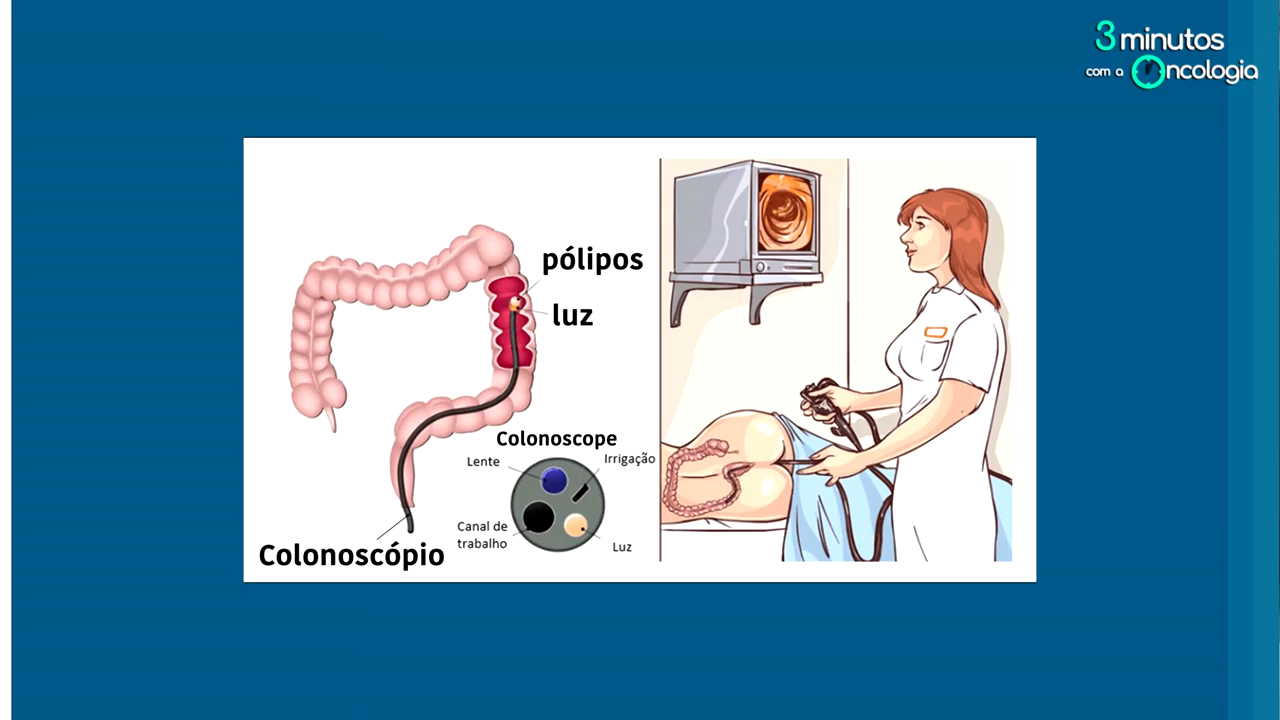 3 minutos
com a Oncologia
pólipos
luz
Colonoscope
Lente
Irrigação
Canal de
trabalho
Luz
Colonoscópio